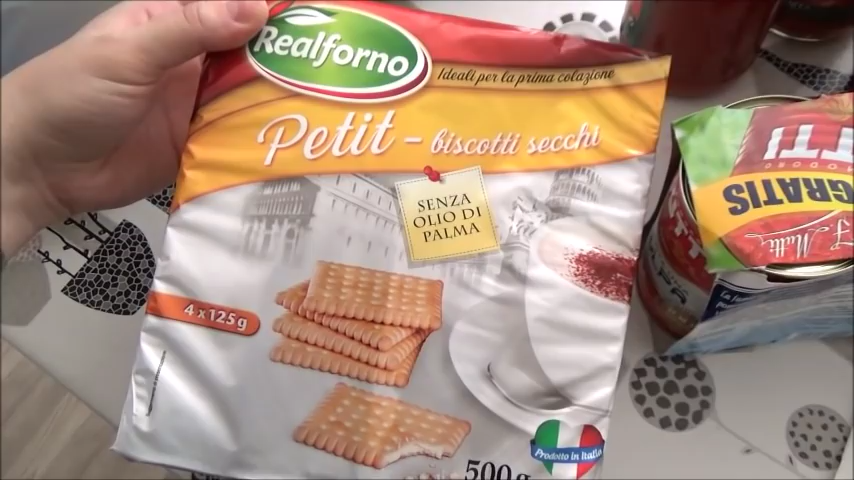 Realforno
Ideali per la prima colazione
Petit - biscotti secchi
SENZA
OLIO DI
PALMA
4 x 125g
Prodotto in Italia
500g
GRATIS
Mutti